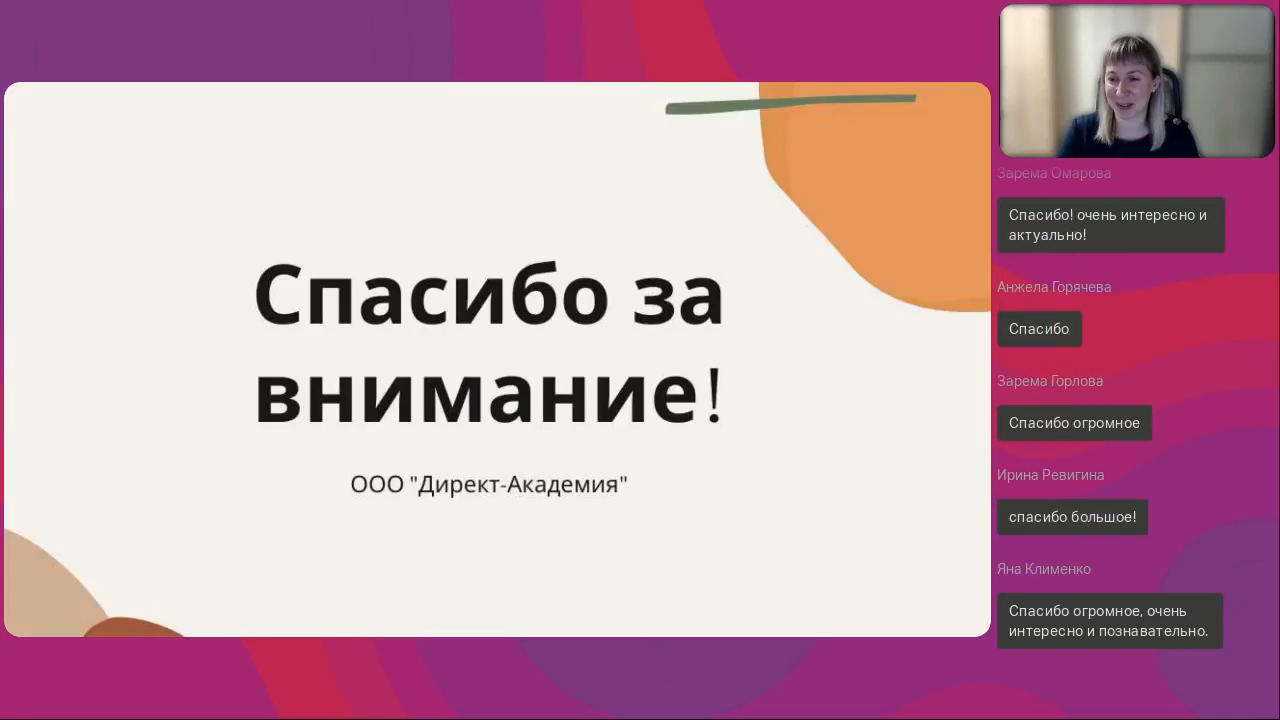 Спасибо за
внимание!
ООО "Директ-Академия"
Зарема Омарова
Спасибо! очень интересно и
актуально!
Анжела Горячева
Спасибо
Зарема Горлова
Спасибо огромное
Ирина Ревигина
спасибо большое!
Яна Клименко
Спасибо огромное, очень
интересно и познавательно.